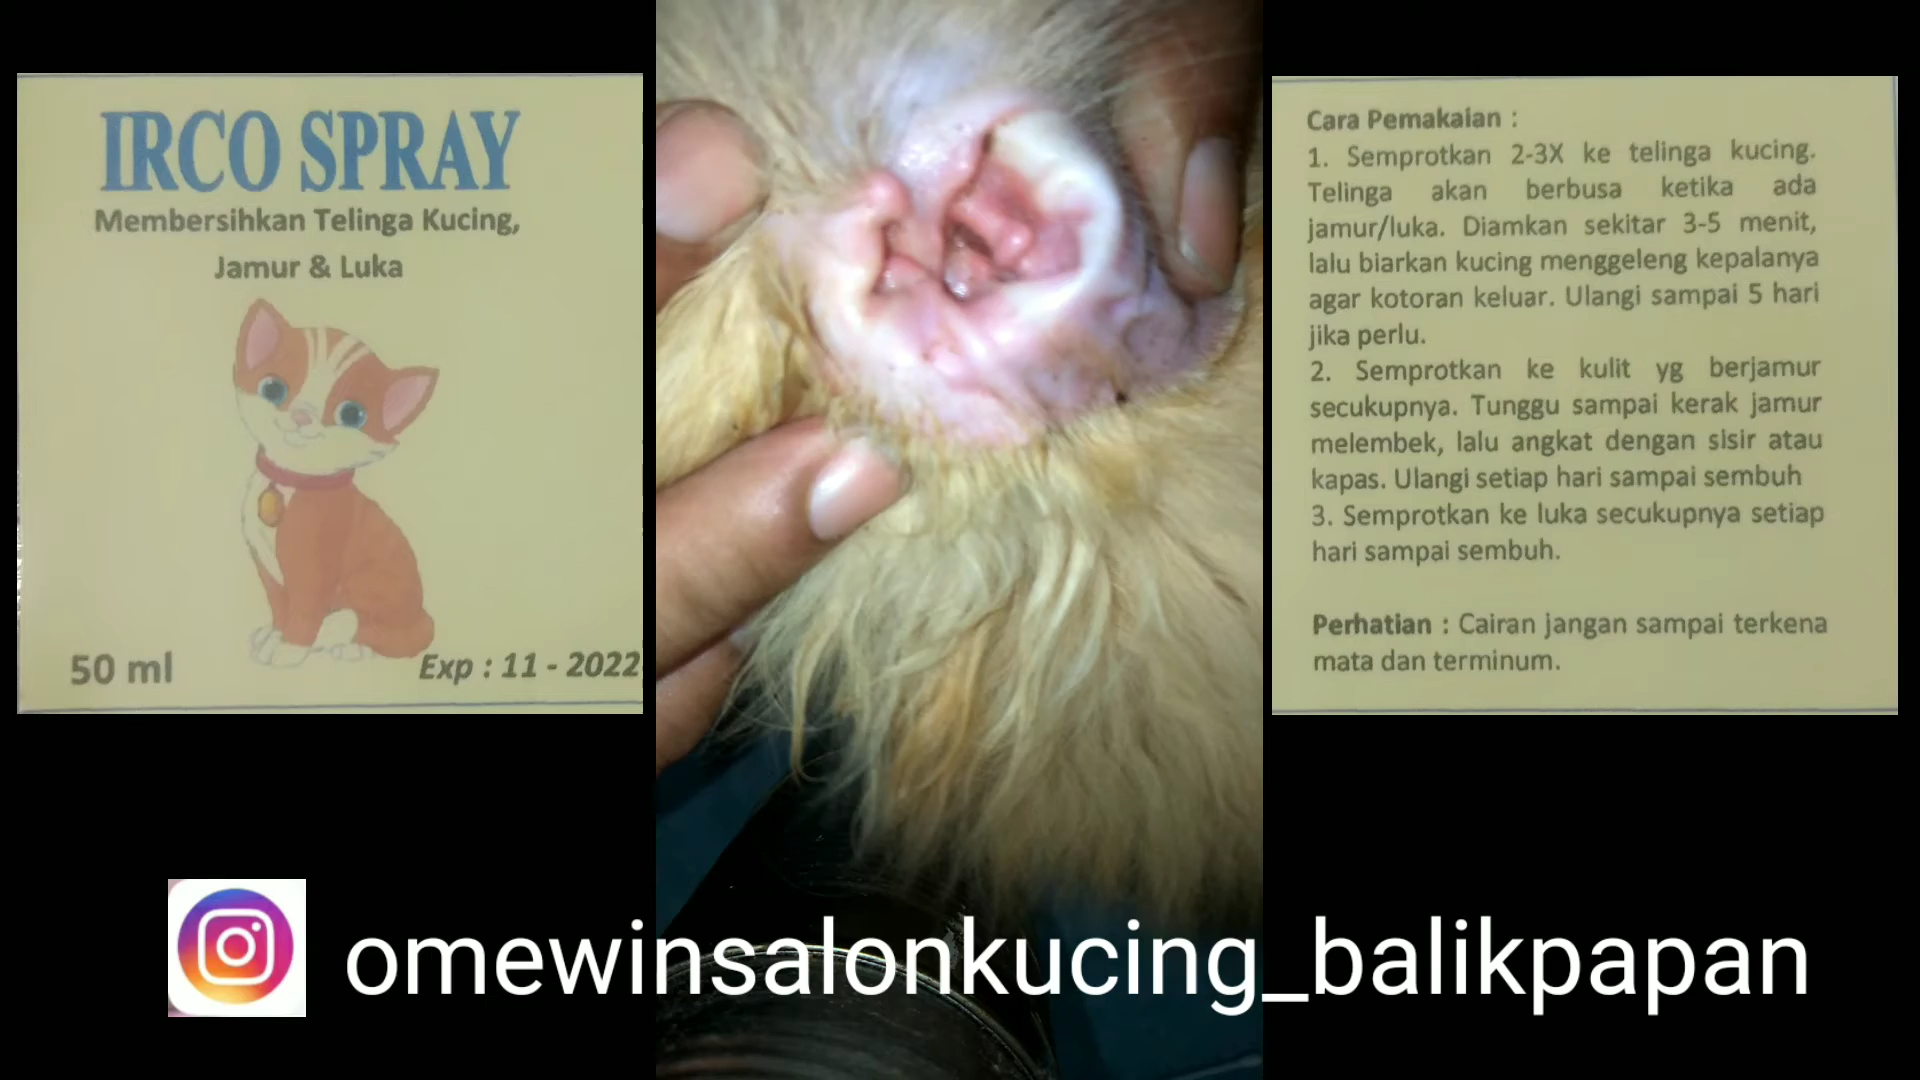 IRCO SPRAY
Membersihkan Telinga Kucing,
Jamur & Luka
50 ml
Exp : 11 - 2022
Cara Pemakaian :
1. Semprotkan 2-3X ke telinga kucing.
Telinga akan berbusa ketika ada
jamur/luka. Diamkan sekitar 3-5 menit,
lalu biarkan kucing menggeleng kepalanya
agar kotoran keluar. Ulangi sampai 5 hari
jika perlu.
2. Semprotkan ke kulit yg berjamur
secukupnya. Tunggu sampai kerak jamur
melembek, lalu angkat dengan sisir atau
kapas. Ulangi setiap hari sampai sembuh
3. Semprotkan ke luka secukupnya setiap
hari sampai sembuh.
Perhatian : Cairan jangan sampai terkena
mata dan terminum.
omewinsalonkucing_balikpapan